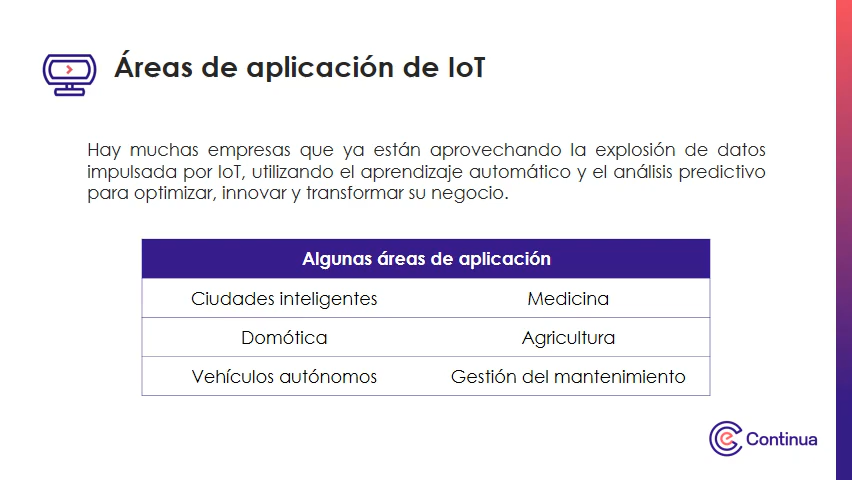 Áreas de aplicación de IoT
Hay muchas empresas que ya están aprovechando la explosión de datos
impulsada por IoT, utilizando el aprendizaje automático y el análisis predictivo
para optimizar, innovar y transformar su negocio.
Algunas áreas de aplicación
Ciudades inteligentes Medicina
Domótica Agricultura
Vehículos autónomos Gestión del mantenimiento
Continua